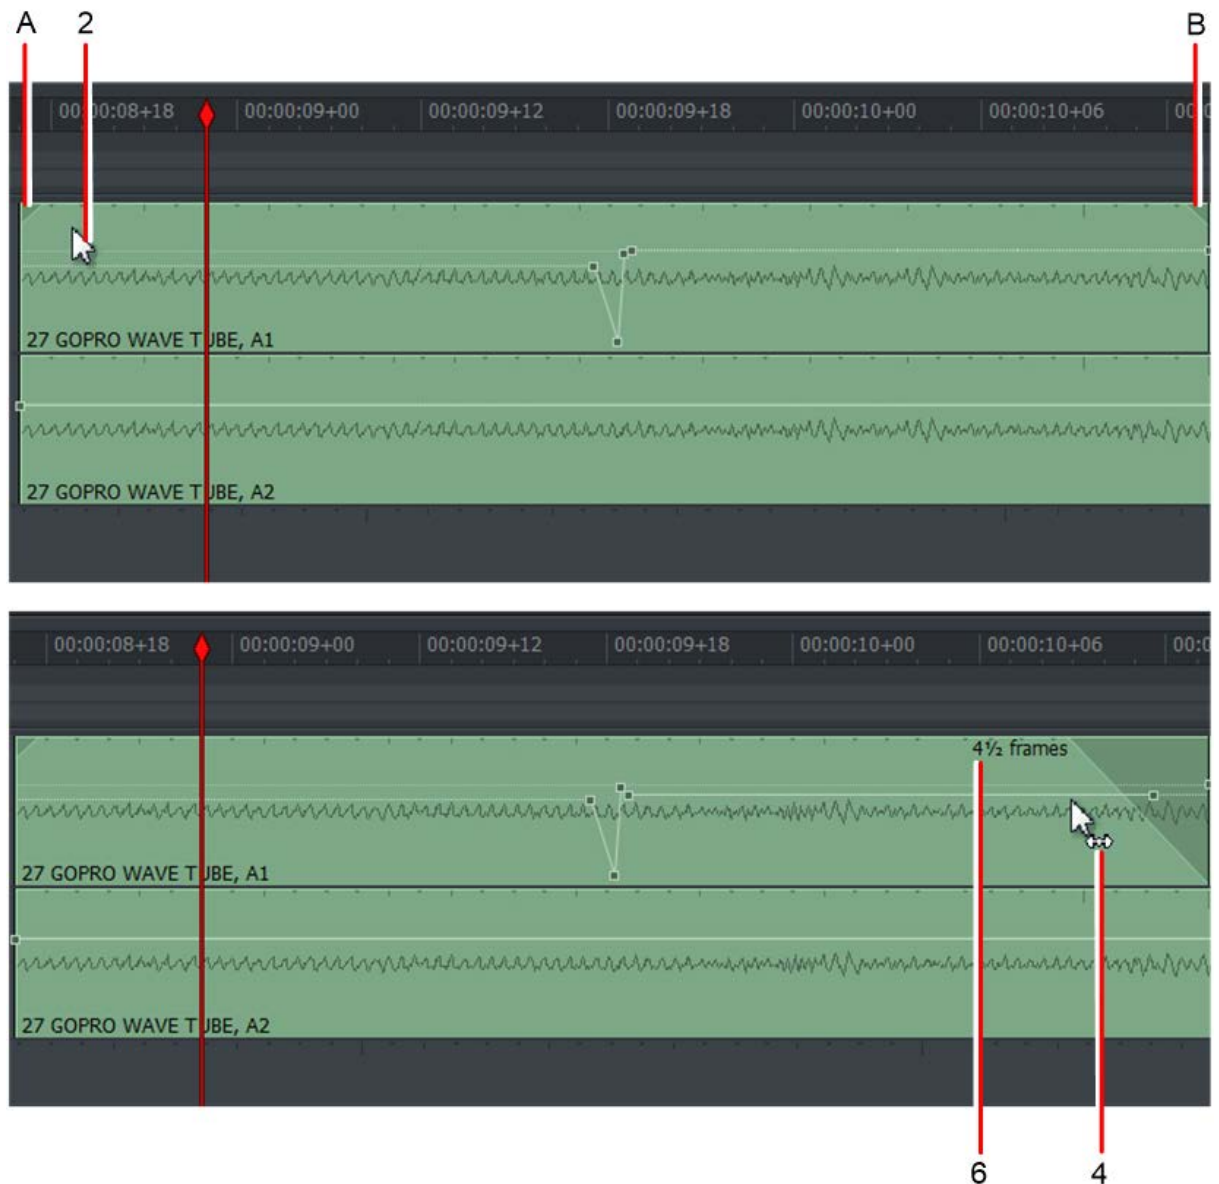 A 2 B
00:00:08+18 00:00:09+00 00:00:09+12 00:00:09+18 00:00:10+00 00:00:10+06
27 GOPRO WAVE TUBE, A1
27 GOPRO WAVE TUBE, A2
00:00:08+18 00:00:09+00 00:00:09+12 00:00:09+18 00:00:10+00 00:00:10+06 00:0
4½ frames
27 GOPRO WAVE TUBE, A1
27 GOPRO WAVE TUBE, A2
6 4